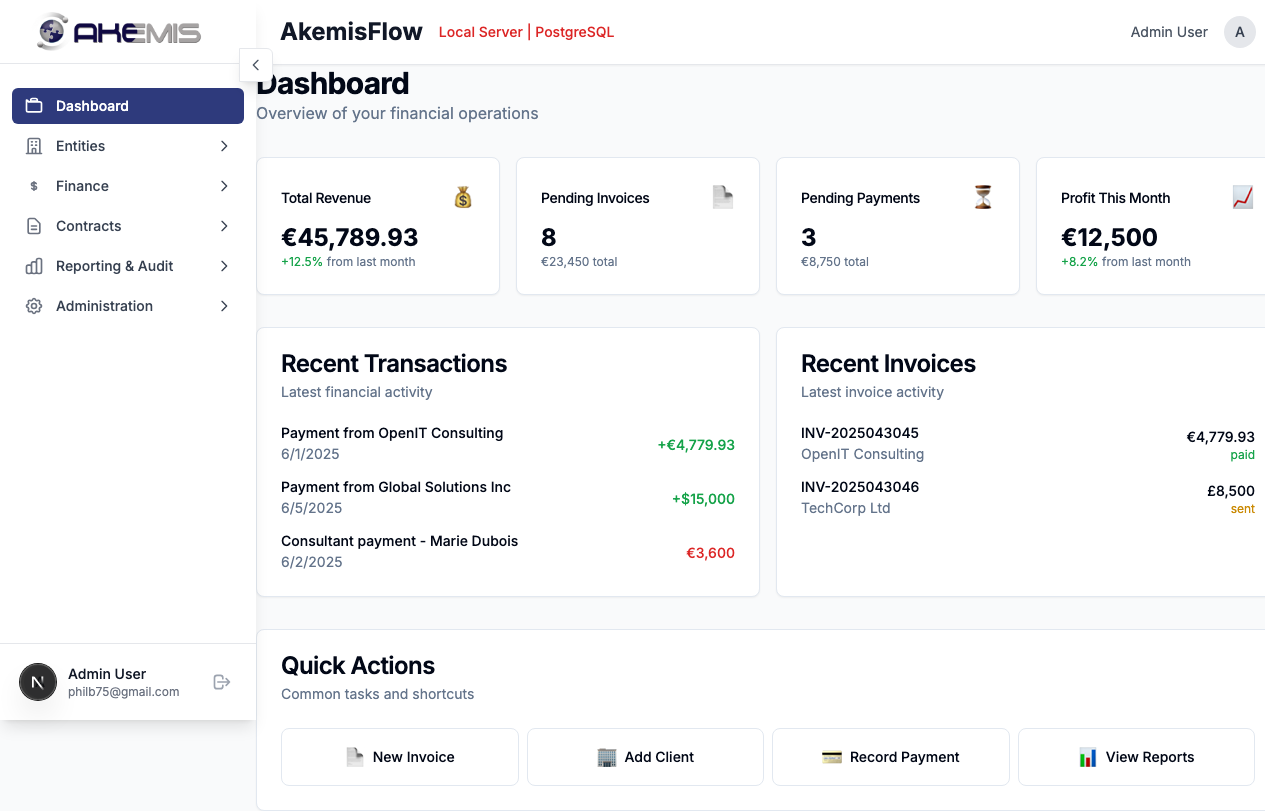 AKEMIS
AkemisFlow
Local Server | PostgreSQL
Admin User
A
Dashboard
Entities
Finance
Contracts
Reporting & Audit
Administration
Admin User
philb75@gmail.com
N
Dashboard
Overview of your financial operations
Total Revenue
€45,789.93
+12.5% from last month
Pending Invoices
8
€23,450 total
Pending Payments
3
€8,750 total
Profit This Month
€12,500
+8.2% from last month
Recent Transactions
Latest financial activity
Payment from OpenIT Consulting
6/1/2025
+€4,779.93
Payment from Global Solutions Inc
6/5/2025
+$15,000
Consultant payment - Marie Dubois
6/2/2025
€3,600
Recent Invoices
Latest invoice activity
INV-2025043045
OpenIT Consulting
€4,779.93
paid
INV-2025043046
TechCorp Ltd
£8,500
sent
Quick Actions
Common tasks and shortcuts
New Invoice
Add Client
Record Payment
View Reports